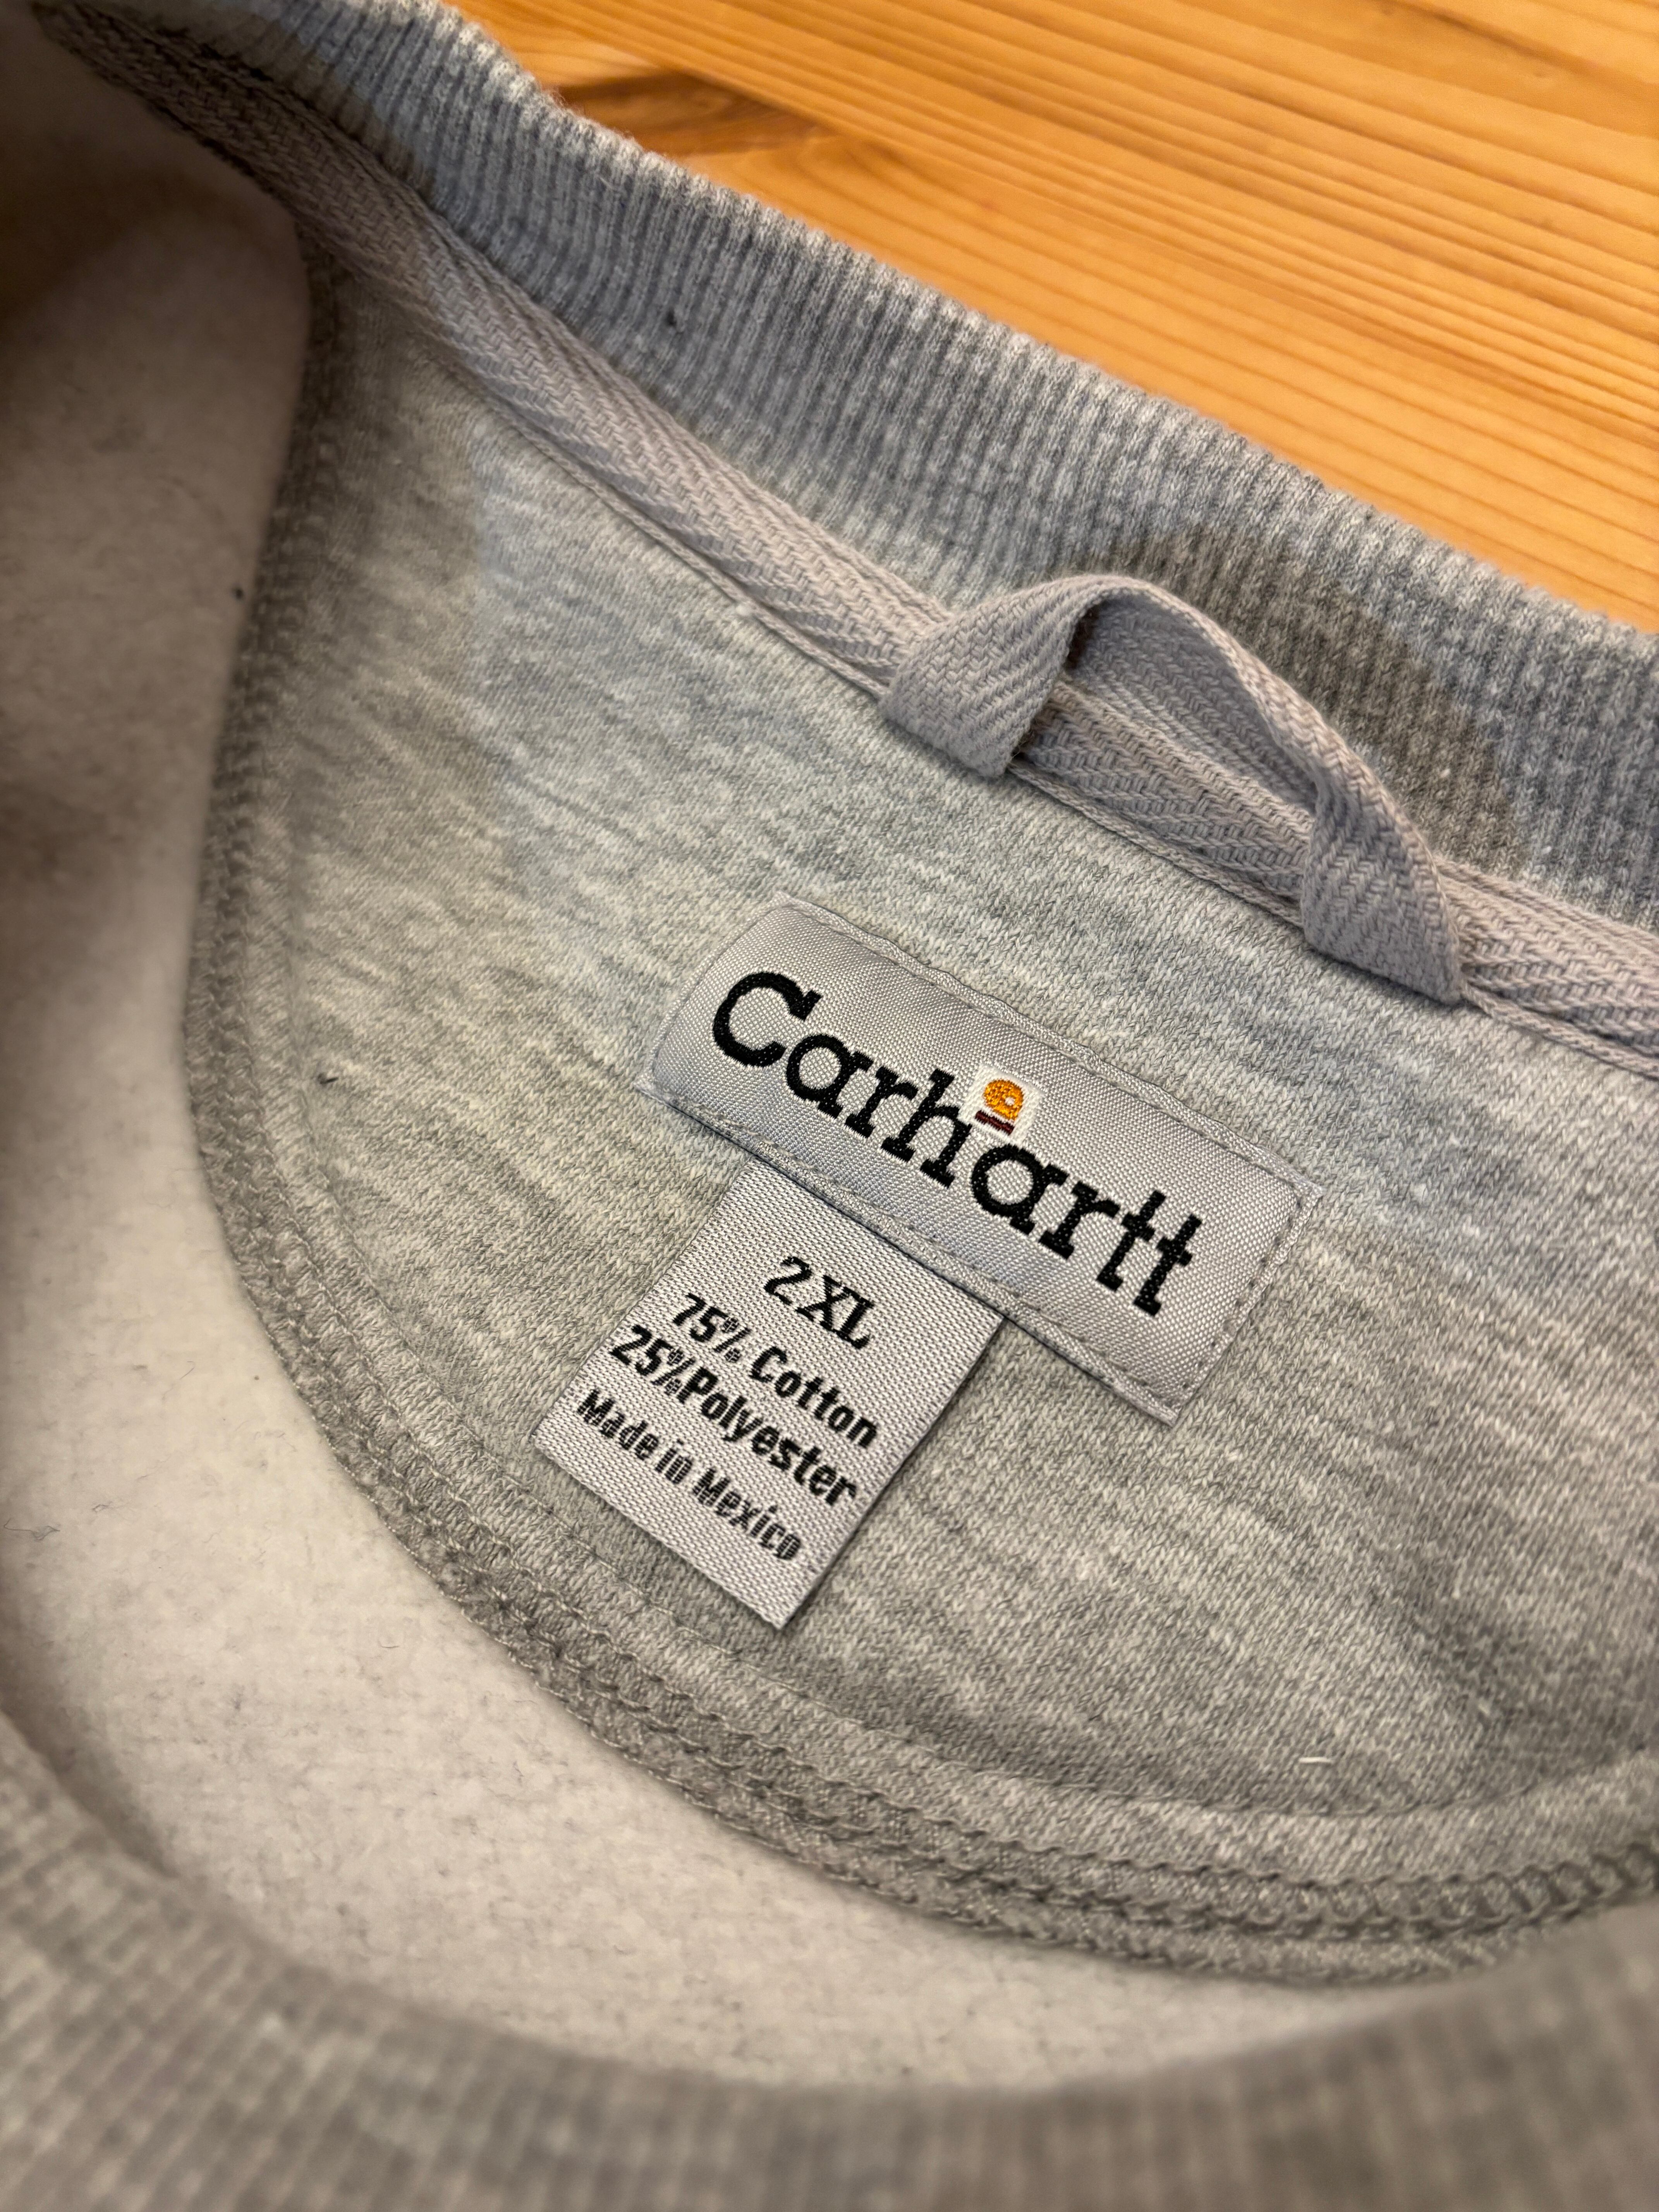 Carhartt
2XL
75% Cotton
25%Polyester
Made in Mexico